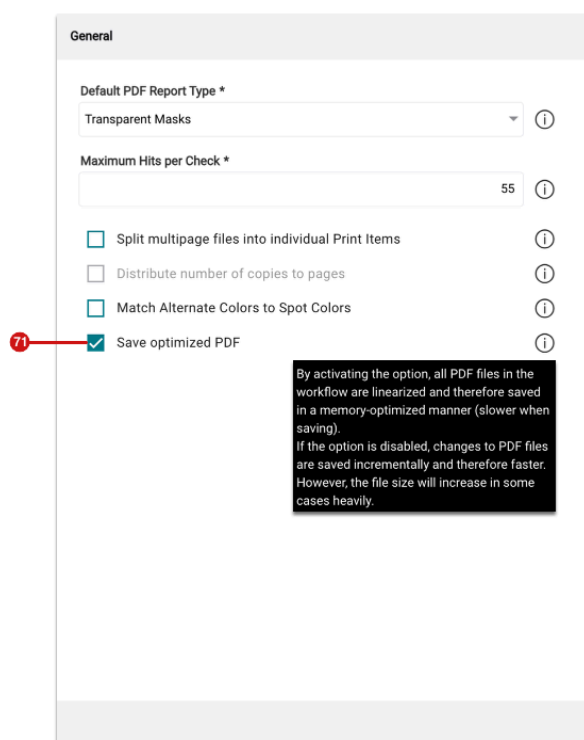 General
Default PDF Report Type *
Transparent Masks
Maximum Hits per Check *
55
Split multipage files into individual Print Items
Distribute number of copies to pages
Match Alternate Colors to Spot Colors
71
Save optimized PDF
By activating the option, all PDF files in the
workflow are linearized and therefore saved
in a memory-optimized manner (slower when
saving).
If the option is disabled, changes to PDF files
are saved incrementally and therefore faster.
However, the file size will increase in some
cases heavily.